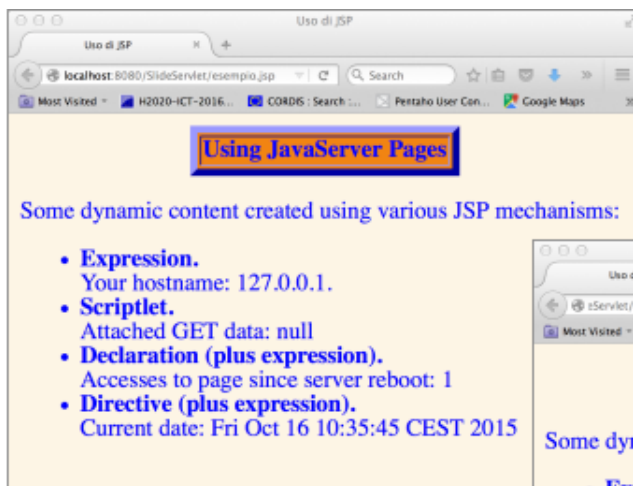 Uso di JSP
Uso di JSP
localhost:8080/SlideServlet/esempio.jsp
Search
Most Visited
H2020-ICT-2016...
CORDIS : Search :...
Pentaho User Con...
Google Maps
Using JavaServer Pages
Some dynamic content created using various JSP mechanisms:
• Expression.
Your hostname: 127.0.0.1.
• Scriptlet.
Attached GET data: null
• Declaration (plus expression).
Accesses to page since server reboot: 1
• Directive (plus expression).
Current date: Fri Oct 16 10:35:45 CEST 2015
Uso
Most Visited
Some